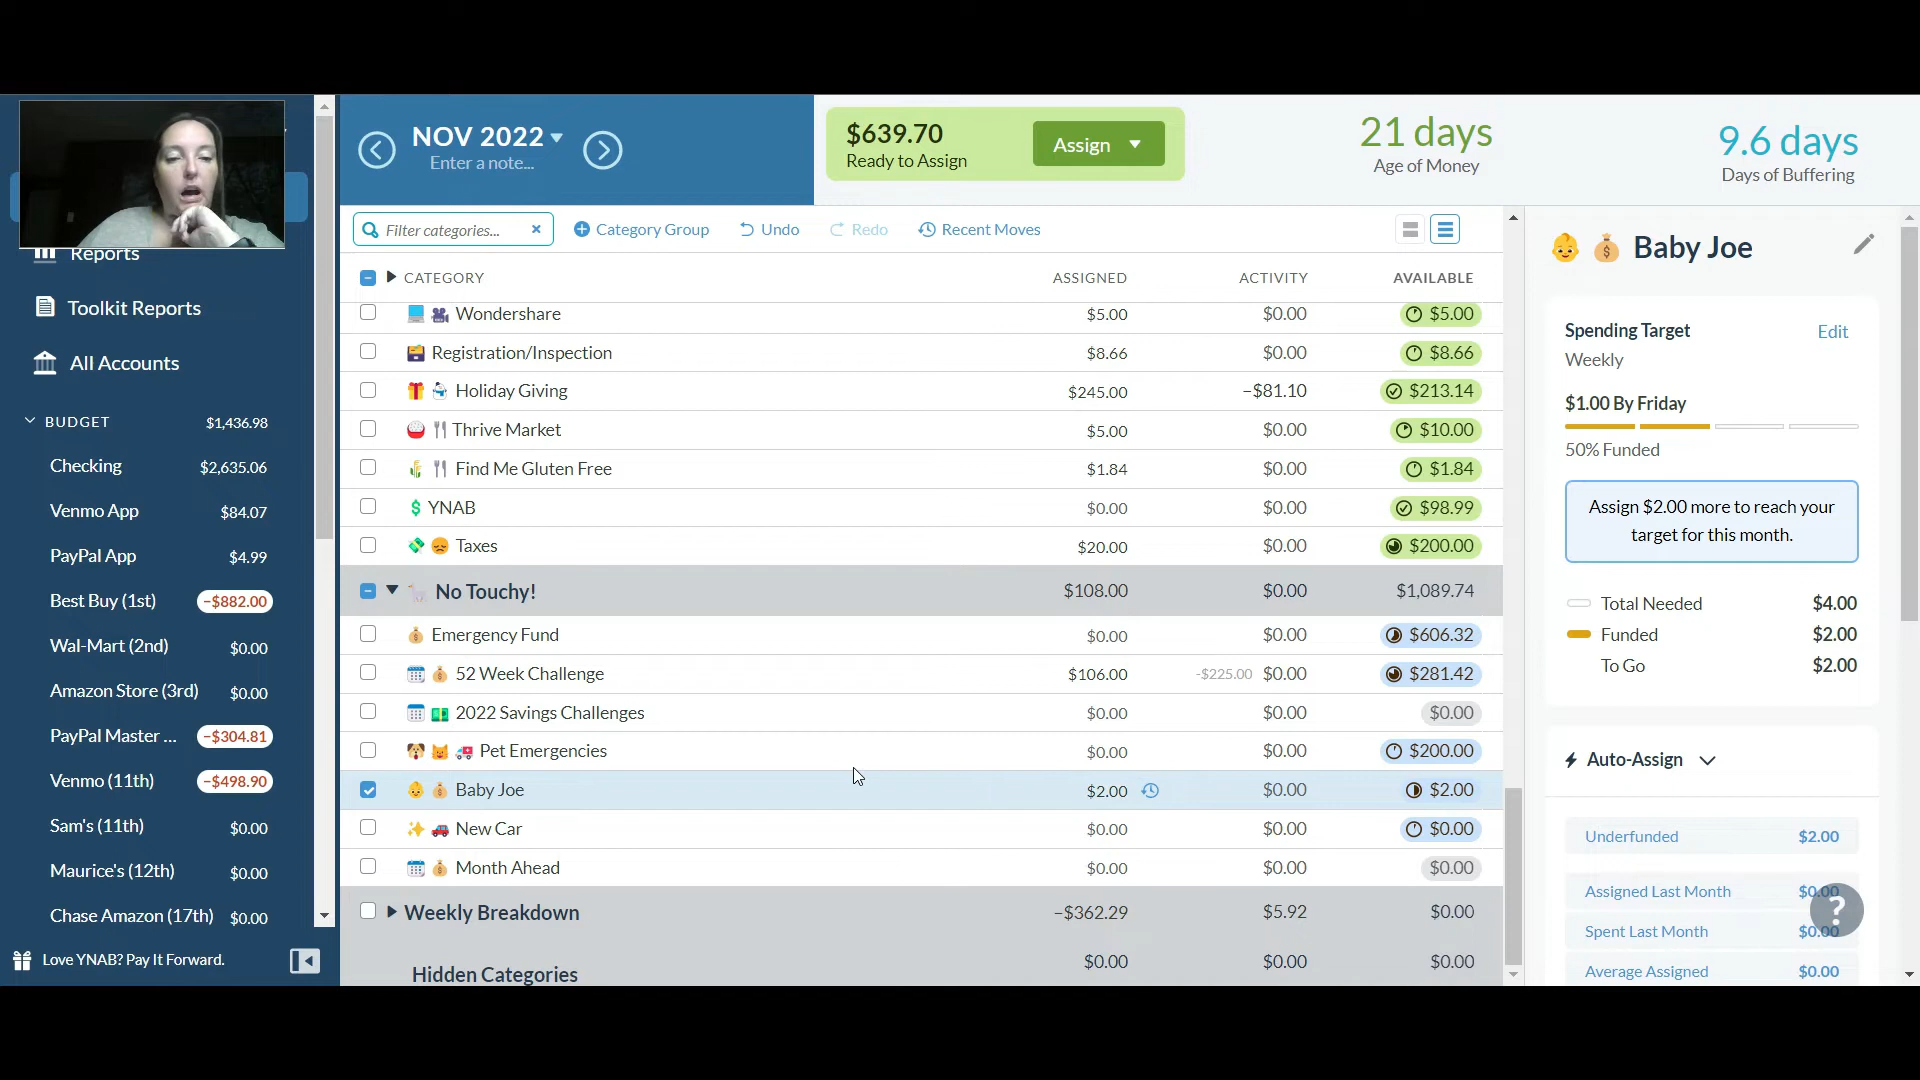 Reports
Toolkit Reports
All Accounts
BUDGET $1,436.98
Checking $2,635.06
Venmo App $84.07
PayPal App $4.99
Best Buy (1st) −$882.00
Wal-Mart (2nd) $0.00
Amazon Store (3rd) $0.00
PayPal Master ... −$304.81
Venmo (11th) −$498.90
Sam's (11th) $0.00
Maurice's (12th) $0.00
Chase Amazon (17th) $0.00
Love YNAB? Pay It Forward.
NOV 2022
Enter a note...
$639.70
Ready to Assign
Assign
21 days
Age of Money
9.6 days
Days of Buffering
Filter categories...
Category Group
Undo
Redo
Recent Moves
CATEGORY ASSIGNED ACTIVITY AVAILABLE
Wondershare $5.00 $0.00 $5.00
Registration/Inspection $8.66 $0.00 $8.66
Holiday Giving $245.00 −$81.10 $213.14
Thrive Market $5.00 $0.00 $10.00
Find Me Gluten Free $1.84 $0.00 $1.84
YNAB $0.00 $0.00 $98.99
Taxes $20.00 $0.00 $200.00
No Touchy! $108.00 $0.00 $1,089.74
Emergency Fund $0.00 $0.00 $606.32
52 Week Challenge $106.00 -$225.00 $0.00 $281.42
2022 Savings Challenges $0.00 $0.00 $0.00
Pet Emergencies $0.00 $0.00 $200.00
Baby Joe $2.00 $0.00 $2.00
New Car $0.00 $0.00 $0.00
Month Ahead $0.00 $0.00 $0.00
Weekly Breakdown −$362.29 $5.92 $0.00
Hidden Categories $0.00 $0.00 $0.00
Baby Joe
Spending Target Edit
Weekly
$1.00 By Friday
50% Funded
Assign $2.00 more to reach your
target for this month.
Total Needed $4.00
Funded $2.00
To Go $2.00
Auto-Assign
Underfunded $2.00
Assigned Last Month
Spent Last Month
Average Assigned $0.00
?